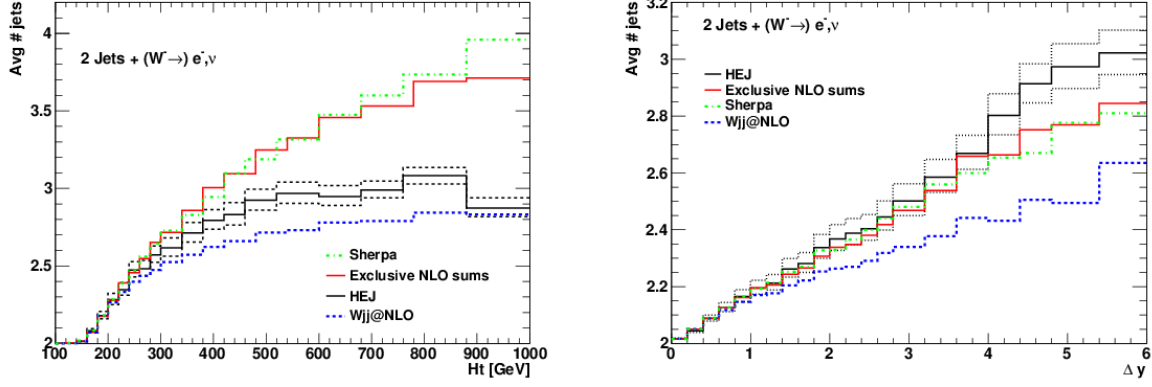 Avg # jets
4
3.5
3
2.5
2
2 Jets + (W⁻→) e⁻,ν
Sherpa
Exclusive NLO sums
HEJ
Wjj@NLO
100 200 300 400 500 600 700 800 900 1000
Ht [GeV]
Avg # jets
3.2
3
2.8
2.6
2.4
2.2
2
2 Jets + (W⁻→) e⁻,ν
HEJ
Exclusive NLO sums
Sherpa
Wjj@NLO
0 1 2 3 4 5 6
Δ y